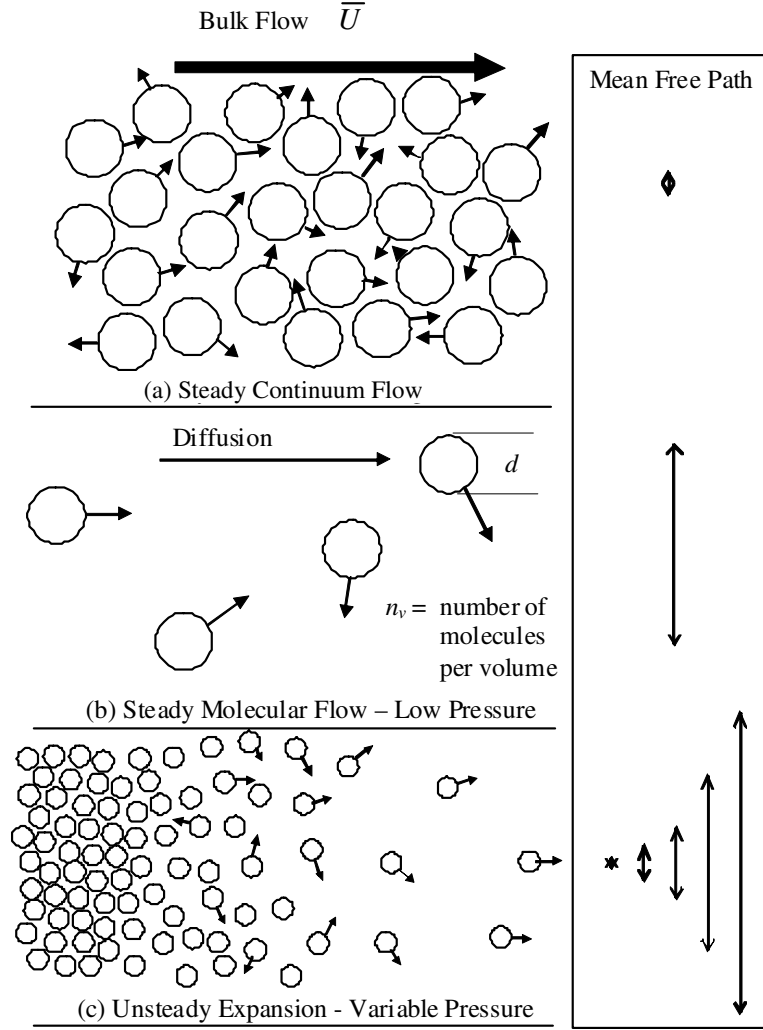 Bulk Flow U̅
Mean Free Path
(a) Steady Continuum Flow
Diffusion
d
nᵥ = number of
molecules
per volume
(b) Steady Molecular Flow – Low Pressure
(c) Unsteady Expansion - Variable Pressure